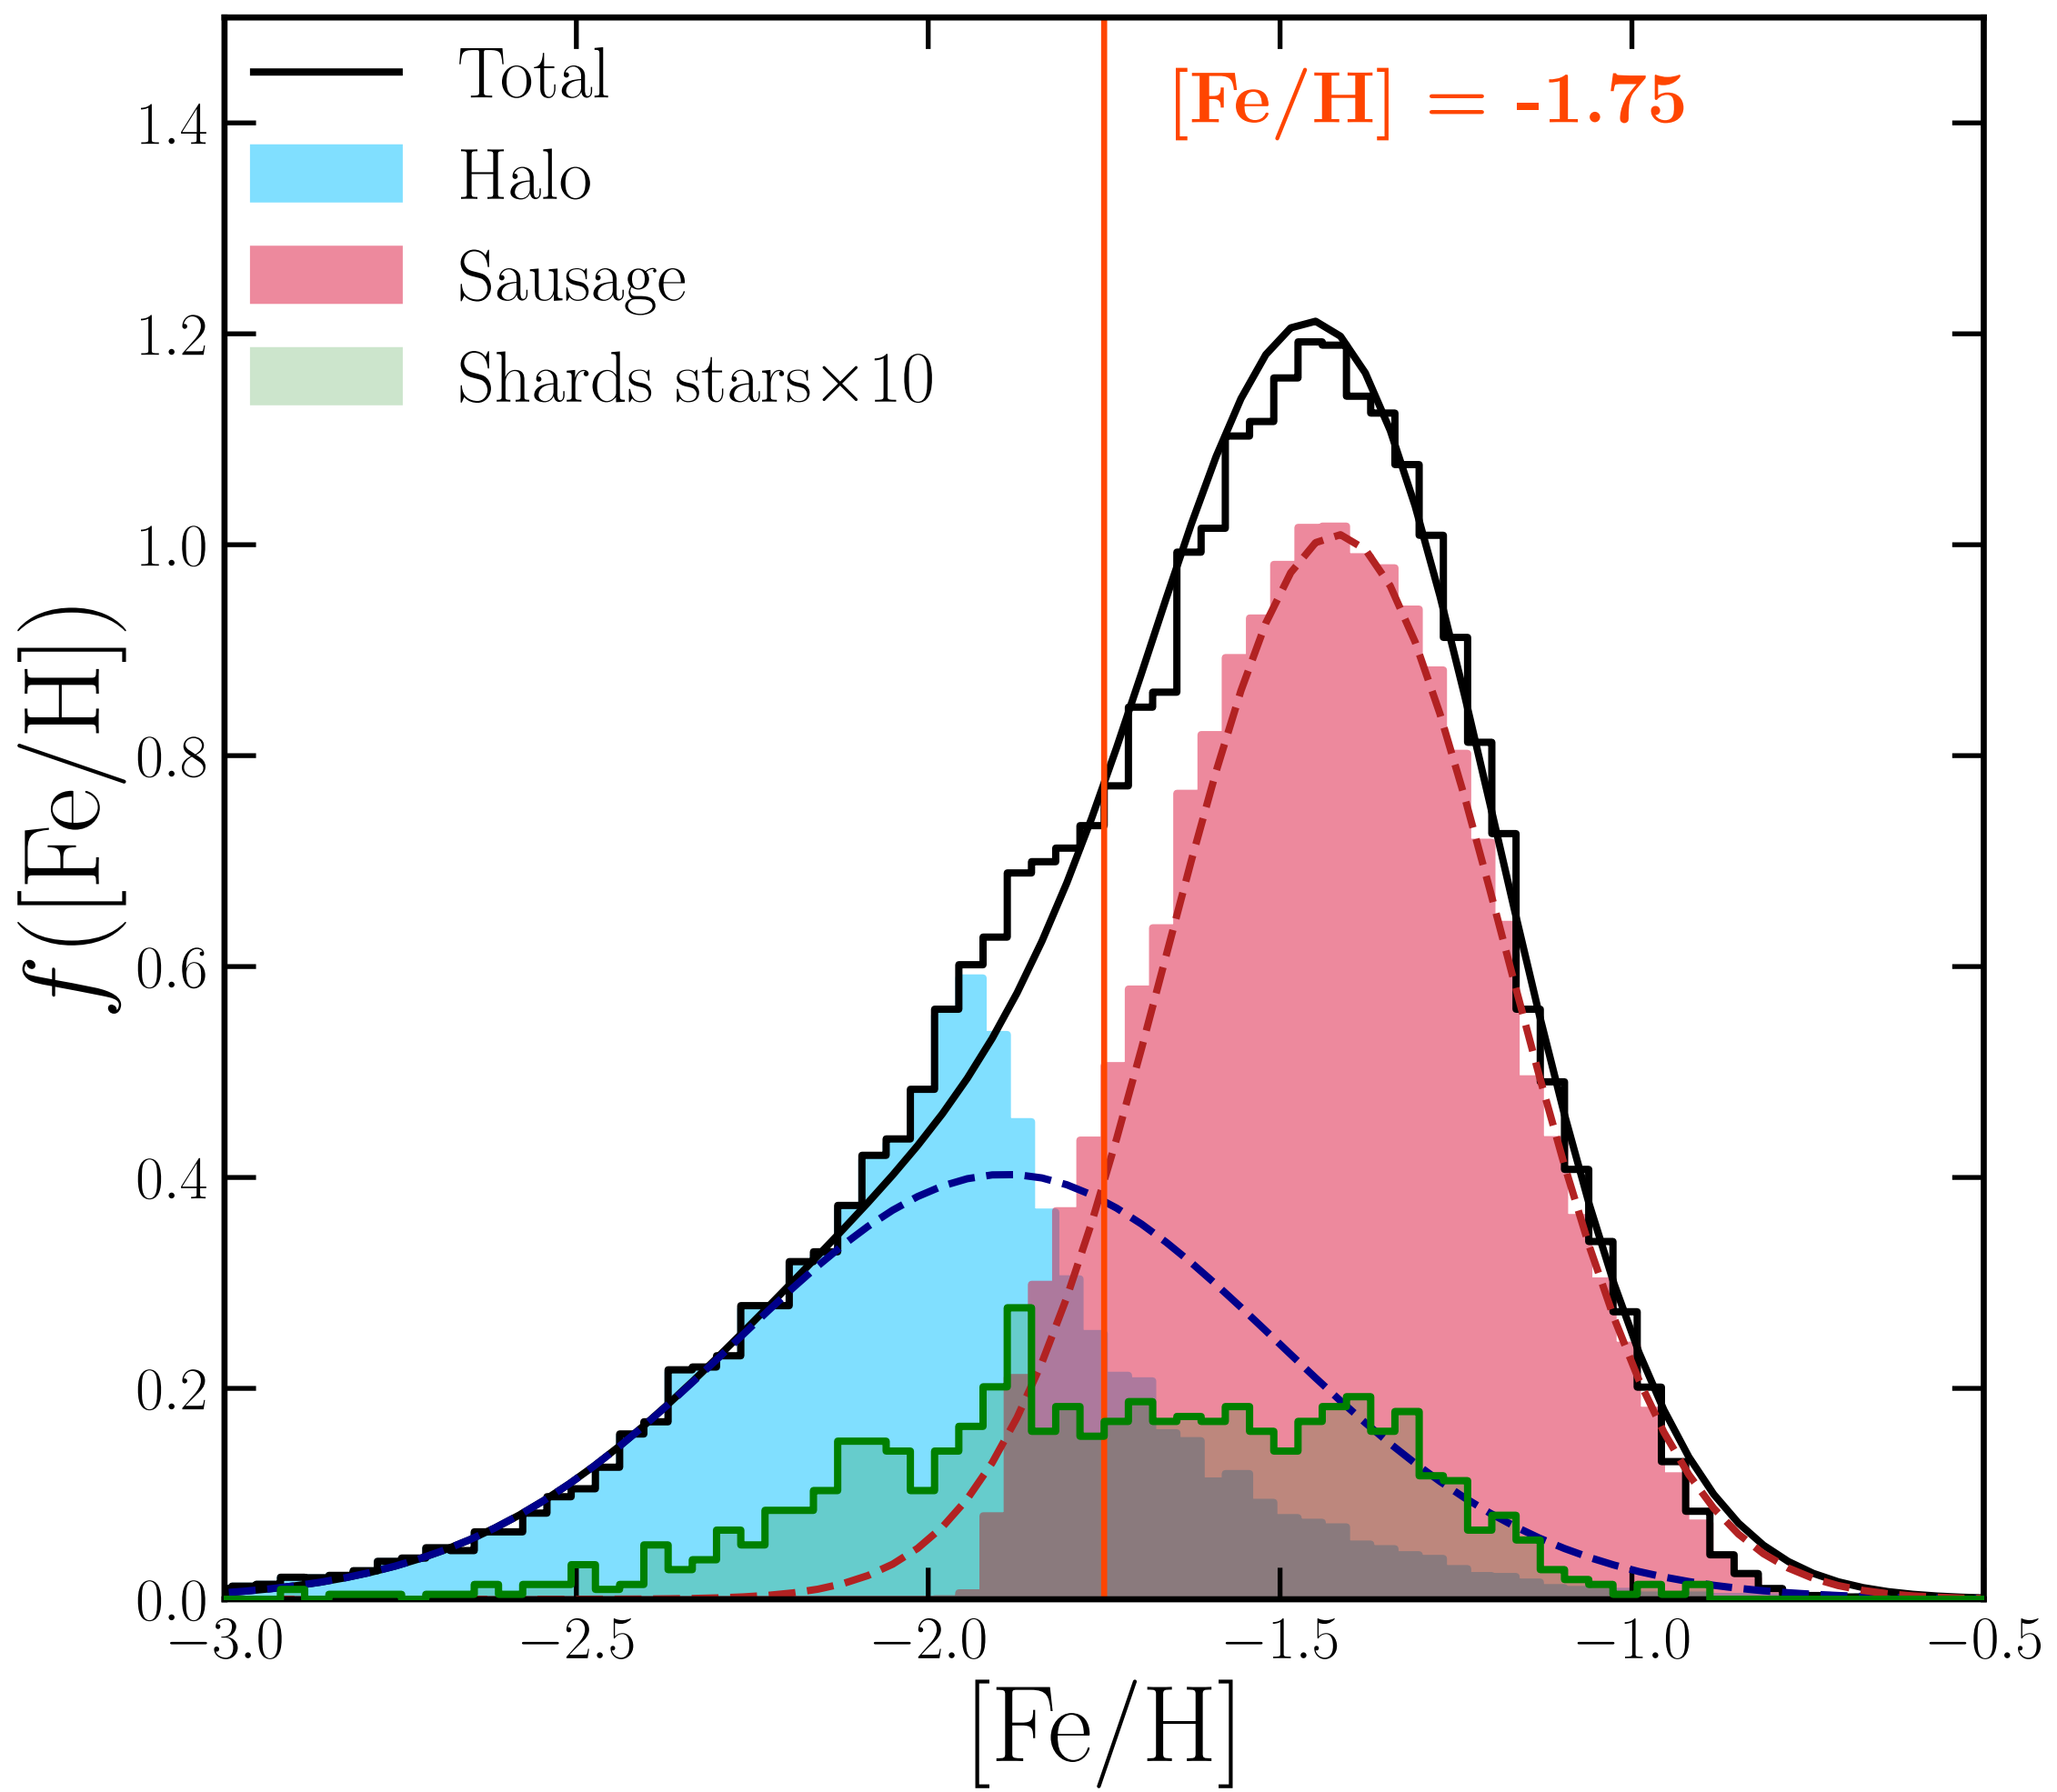 Total
Halo
Sausage
Shards stars×10
[Fe/H] = -1.75
f([Fe/H])
1.4
1.2
1.0
0.8
0.6
0.4
0.2
0.0
−3.0 −2.5 −2.0 −1.5 −1.0 −0.5
[Fe/H]